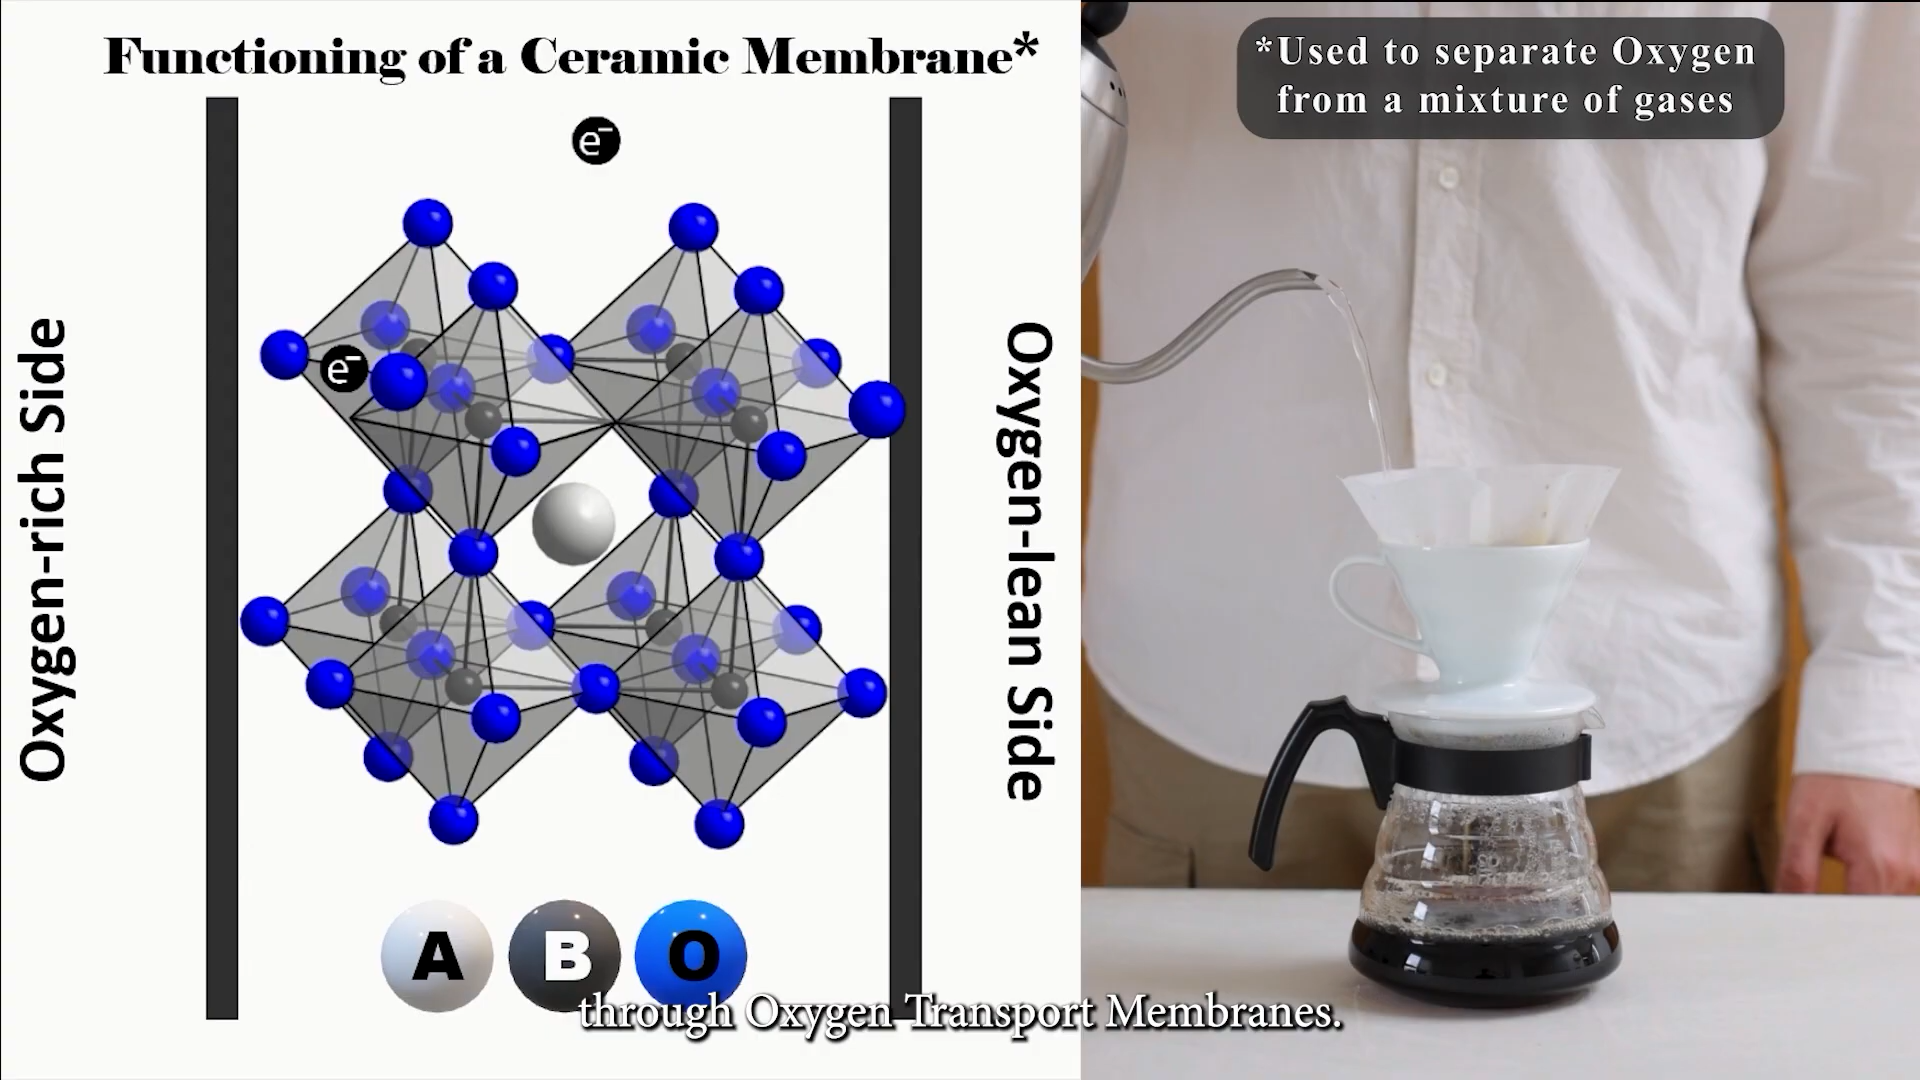 Functioning of a Ceramic Membrane*
*Used to separate Oxygen
from a mixture of gases
e⁻
e⁻
Oxygen-rich Side
Oxygen-lean Side
A B O
through Oxygen Transport Membranes.